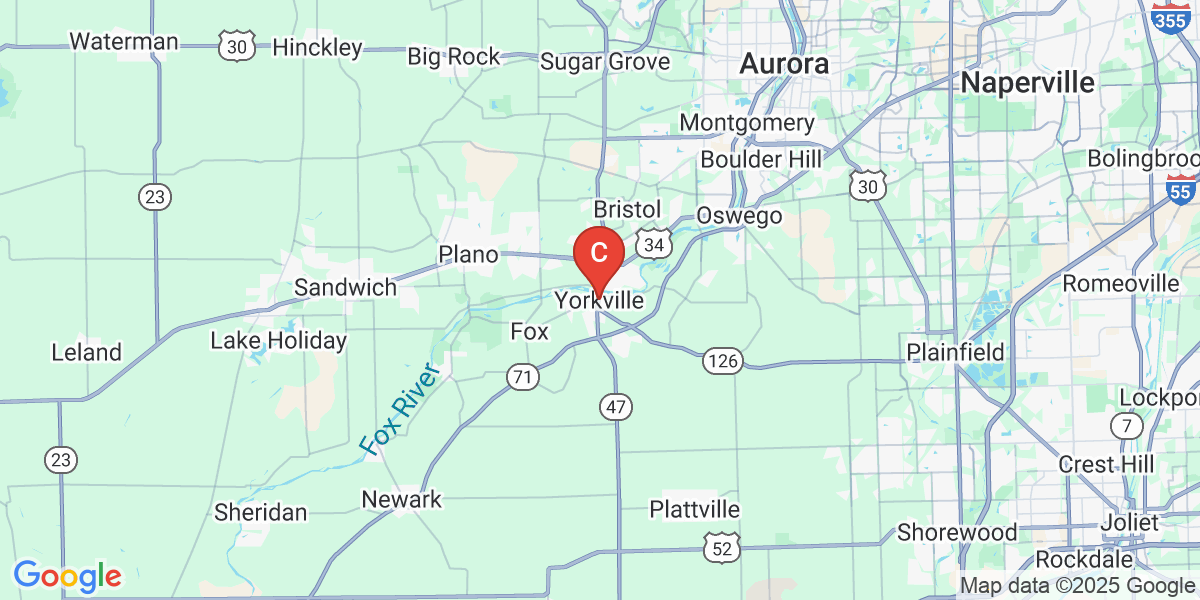 355
Waterman
30
Hinckley
Big Rock
Sugar Grove
Aurora
Naperville
Montgomery
Boulder Hill
Bolingbroo
23
30
55
Bristol
Oswego
34
C
Plano
Sandwich
Yorkville
Romeoville
Fox
Lake Holiday
Leland
126
Plainfield
71
Fox River
47
Lockpor
7
23
Crest Hill
Newark
Sheridan
Plattville
Shorewood
Joliet
52
Rockdale
Google
Map data ©2025 Google